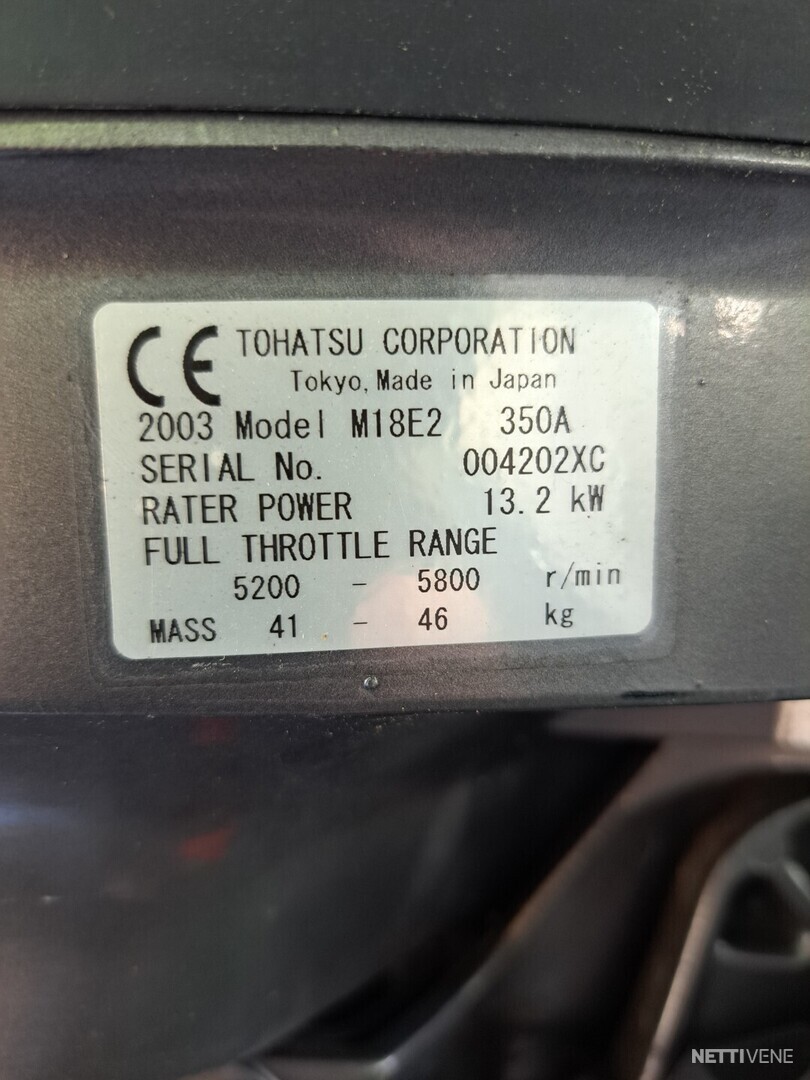 CE TOHATSU CORPORATION
Tokyo, Made in Japan
2003 Model M18E2 350A
SERIAL No. 004202XC
RATER POWER 13.2 kW
FULL THROTTLE RANGE
5200 - 5800 r/min
MASS 41 - 46 kg
NETTIVENE